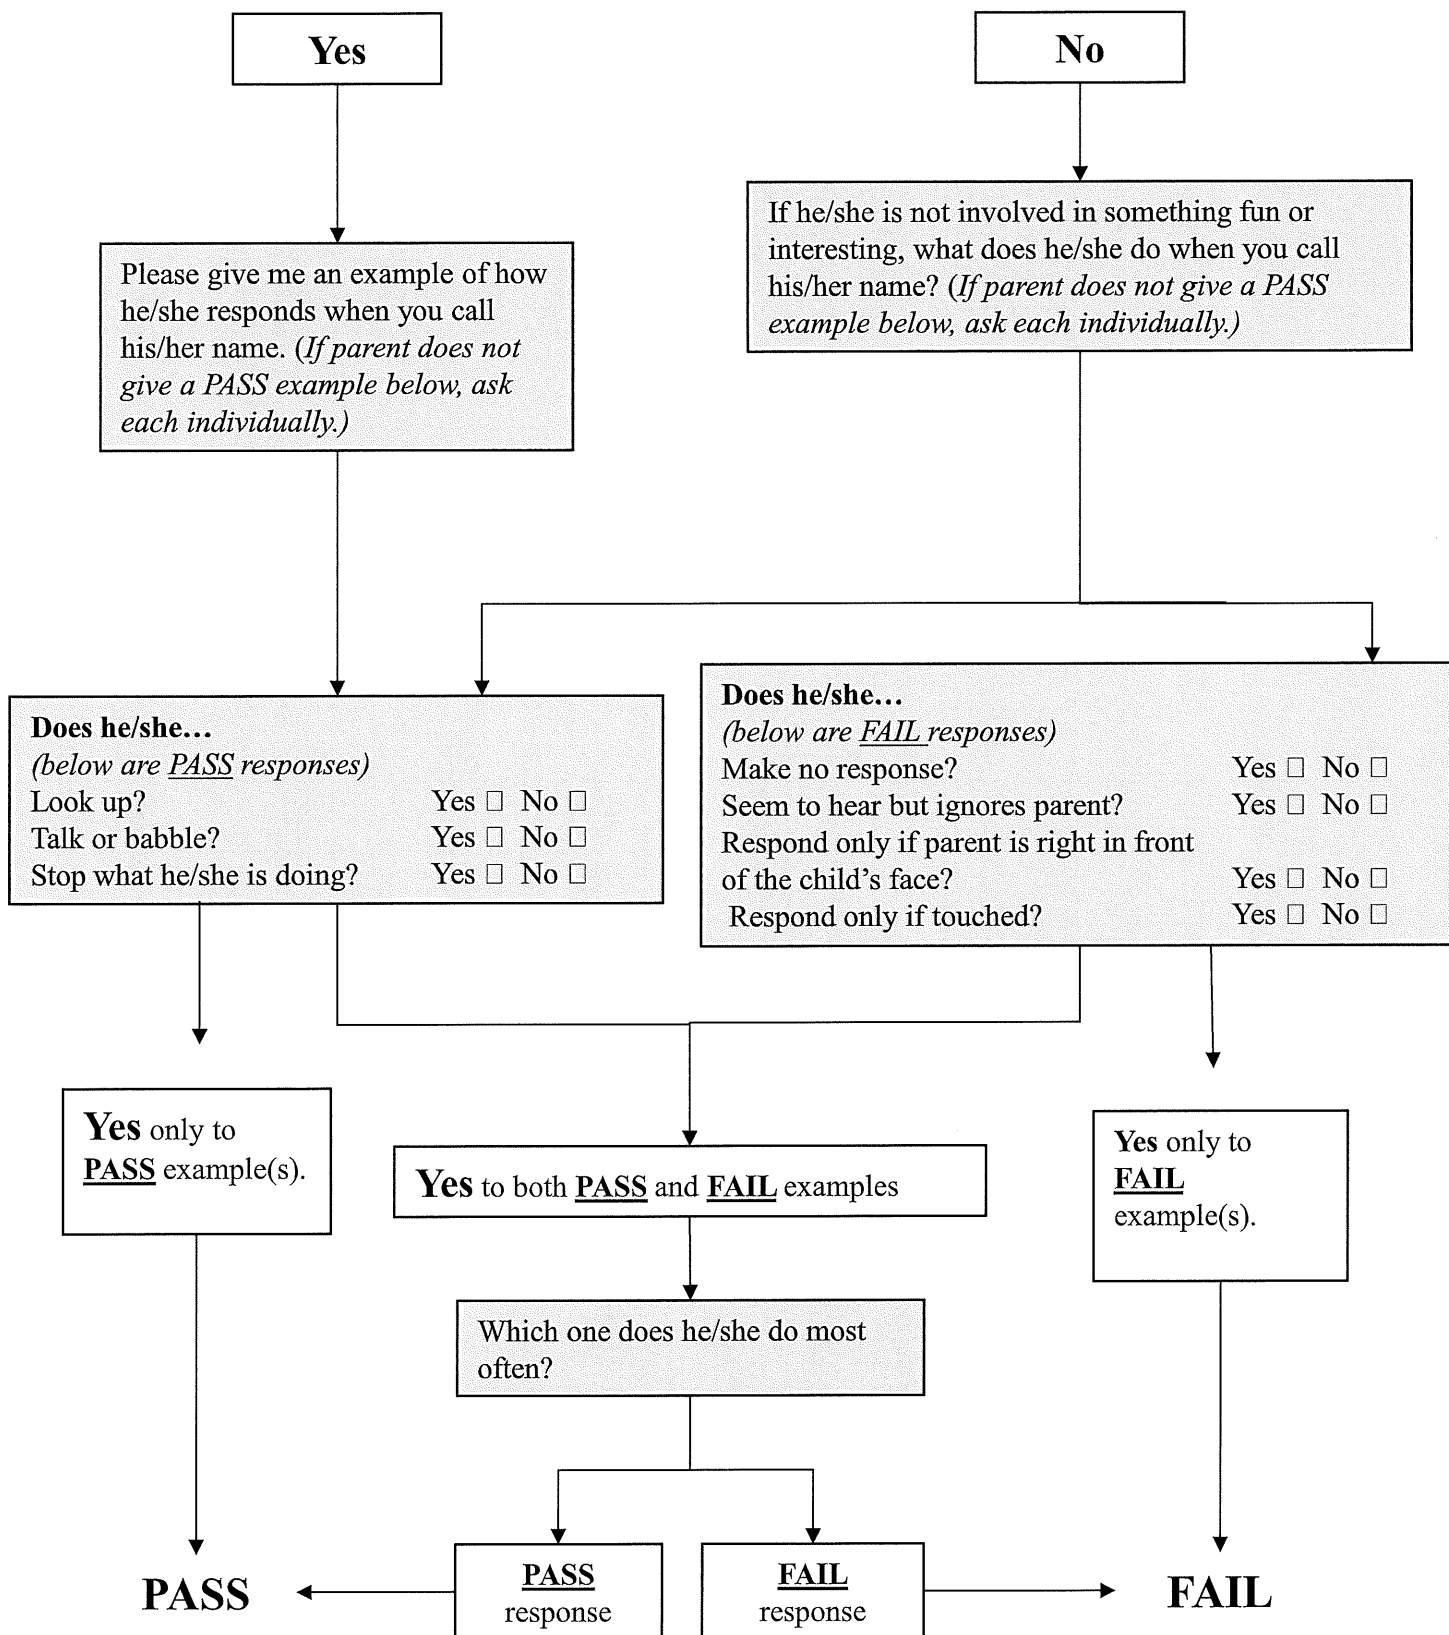 Yes
No
Please give me an example of how
he/she responds when you call
his/her name. (If parent does not
give a PASS example below, ask
each individually.)
If he/she is not involved in something fun or
interesting, what does he/she do when you call
his/her name? (If parent does not give a PASS
example below, ask each individually.)
Does he/she...
(below are PASS responses)
Look up? Yes □ No □
Talk or babble? Yes □ No □
Stop what he/she is doing? Yes □ No □
Does he/she...
(below are FAIL responses)
Make no response? Yes □ No □
Seem to hear but ignores parent? Yes □ No □
Respond only if parent is right in front
of the child's face? Yes □ No □
Respond only if touched? Yes □ No □
Yes only to
PASS example(s).
Yes to both PASS and FAIL examples
Yes only to
FAIL
example(s).
Which one does he/she do most
often?
PASS
PASS
response
FAIL
response
FAIL